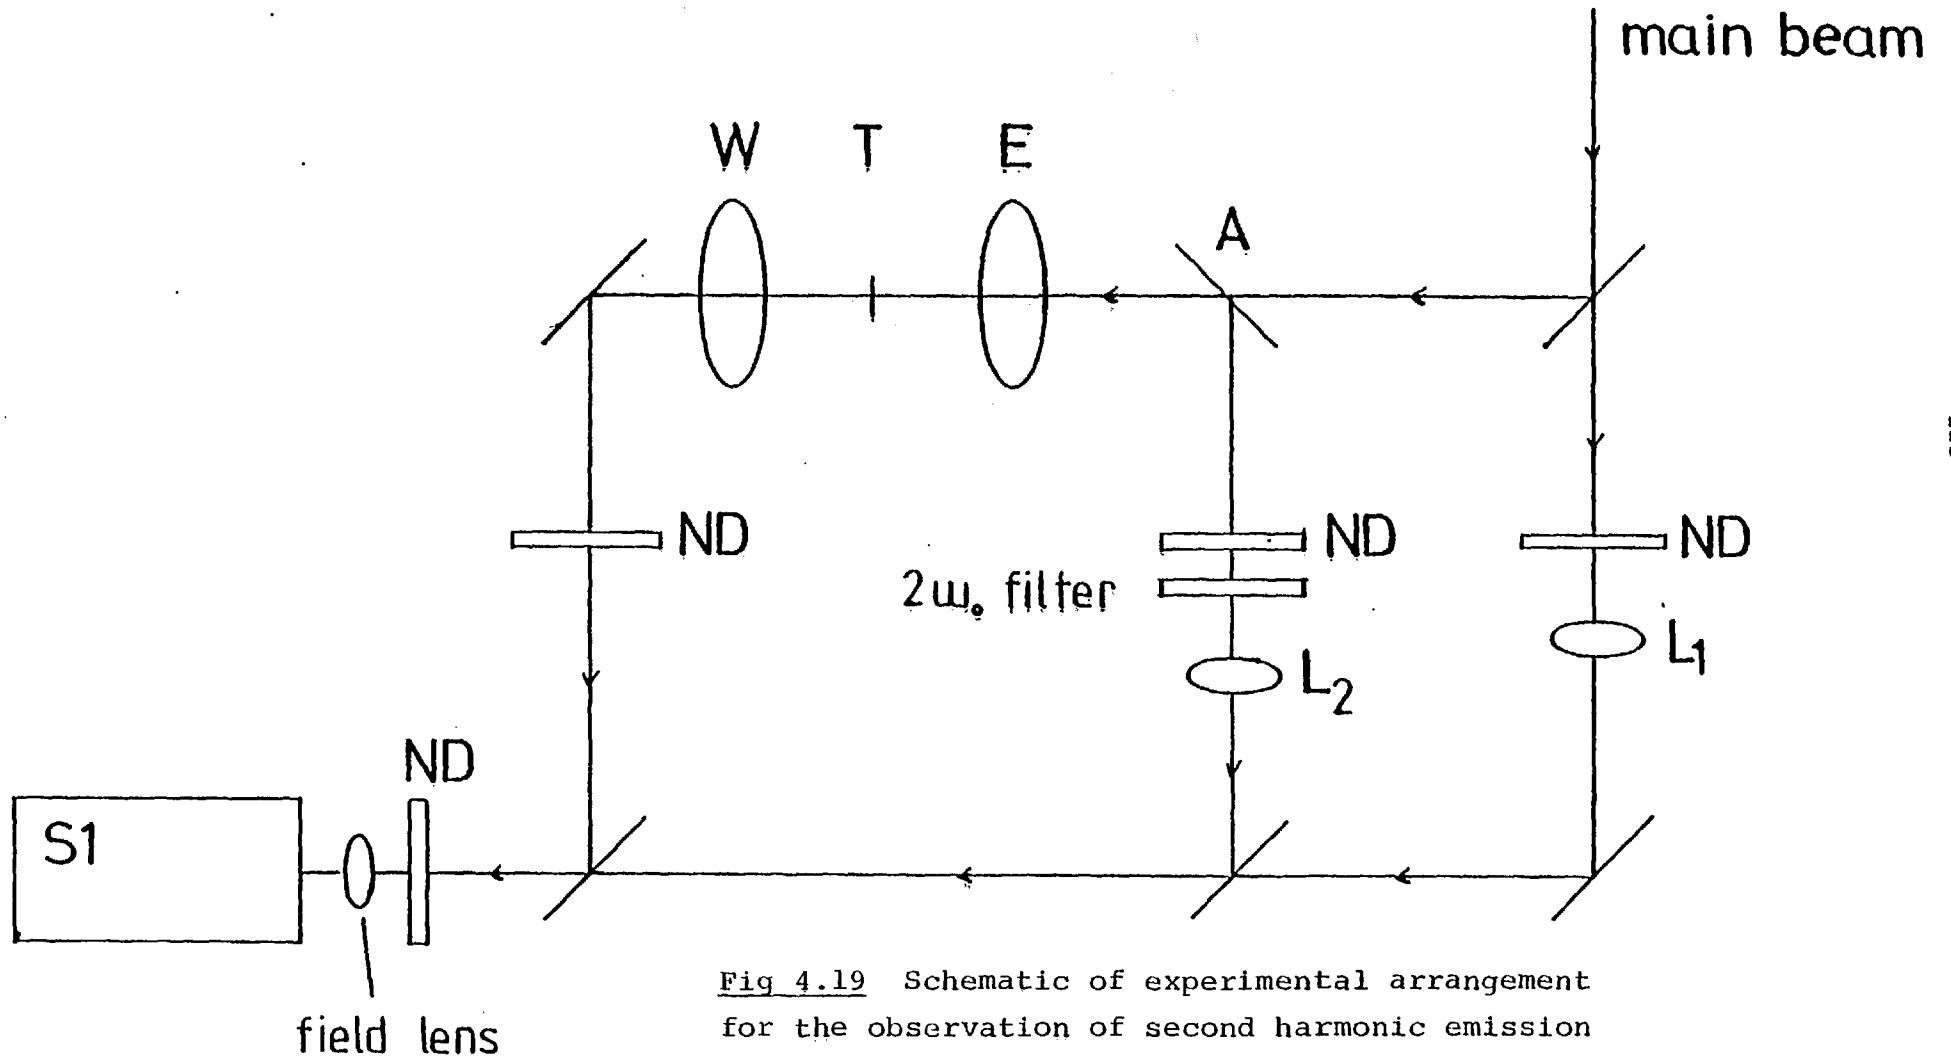 main beam
W T E
A
ND ND ND
2ω₀ filter
L1
L2
ND
S1
field lens
Fig 4.19 Schematic of experimental arrangement
for the observation of second harmonic emission